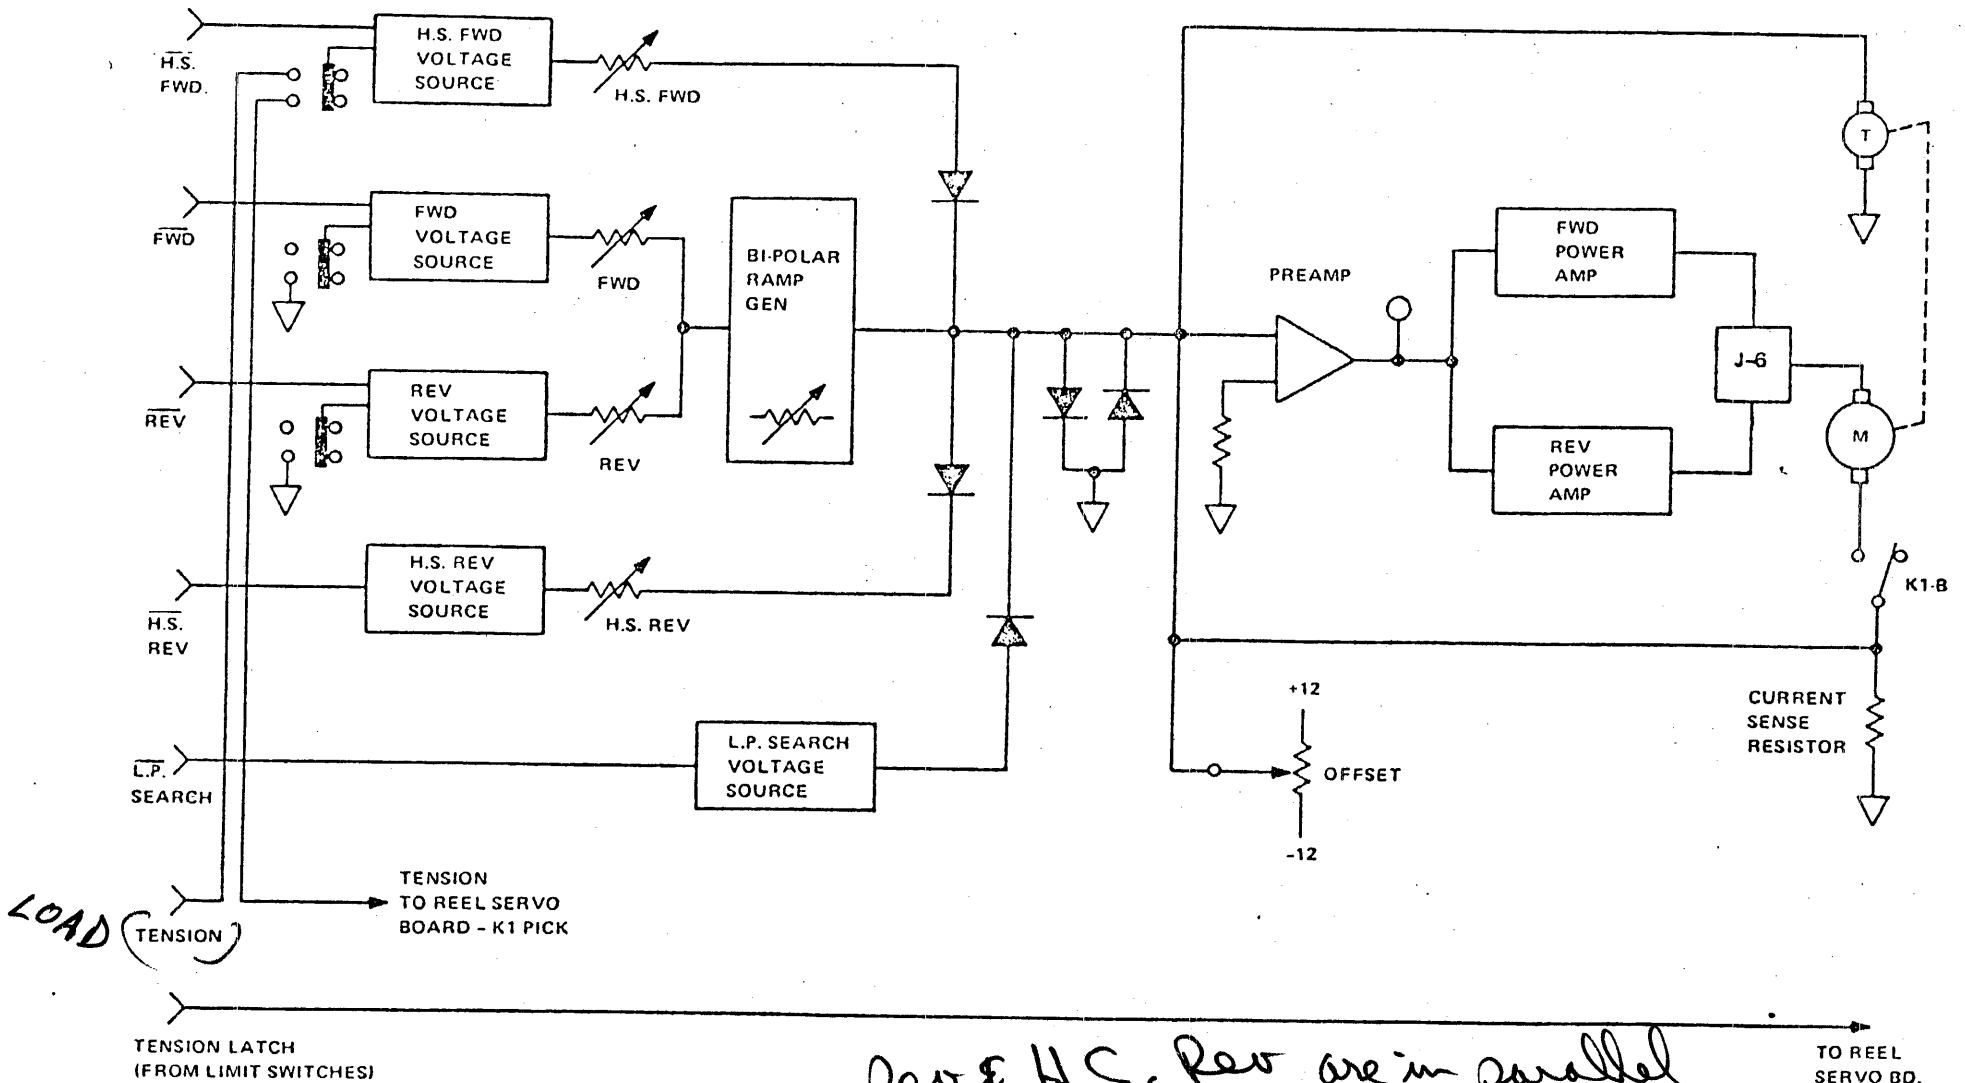 H.S.
FWD.
H.S. FWD
VOLTAGE
SOURCE
H.S. FWD
FWD
FWD
VOLTAGE
SOURCE
FWD
BI-POLAR
RAMP
GEN
REV
REV
VOLTAGE
SOURCE
REV
H.S.
REV
H.S. REV
VOLTAGE
SOURCE
H.S. REV
L.P.
SEARCH
L.P. SEARCH
VOLTAGE
SOURCE
PREAMP
FWD
POWER
AMP
REV
POWER
AMP
J-6
T
M
K1-B
CURRENT
SENSE
RESISTOR
+12
OFFSET
-12
LOAD (TENSION)
TENSION
TO REEL SERVO
BOARD - K1 PICK
TENSION LATCH
(FROM LIMIT SWITCHES)
TO REEL
SERVO BD.
Rev & H.S. Rev are in parallel